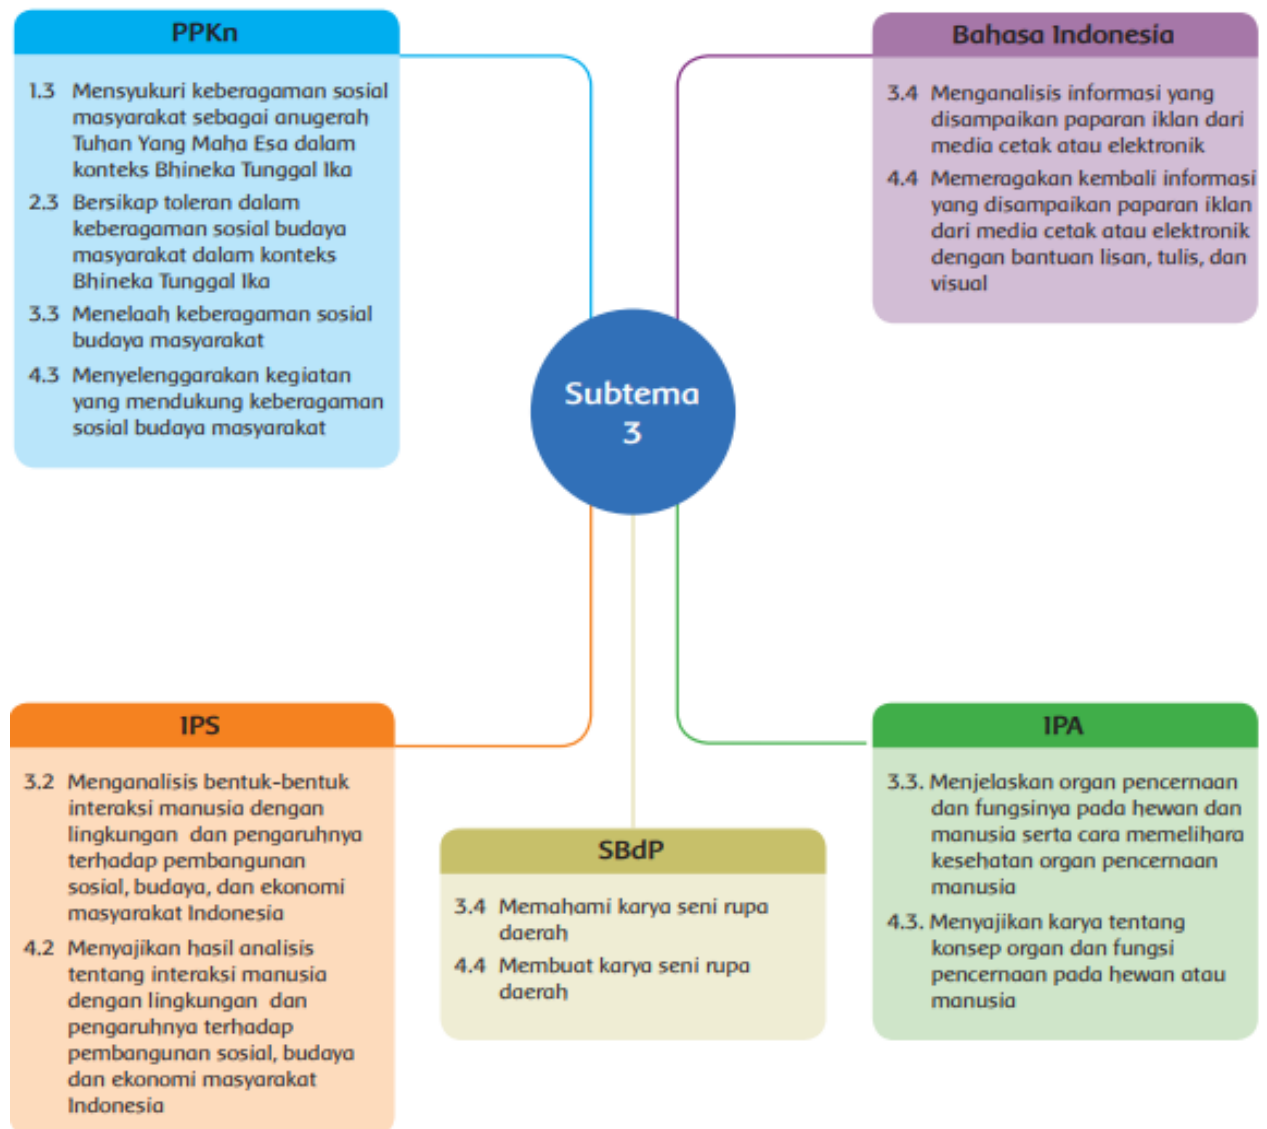 PPKn
1.3 Mensyukuri keberagaman sosial
masyarakat sebagai anugerah
Tuhan Yang Maha Esa dalam
konteks Bhineka Tunggal Ika
2.3 Bersikap toleran dalam
keberagaman sosial budaya
masyarakat dalam konteks
Bhineka Tunggal Ika
3.3 Menelaah keberagaman sosial
budaya masyarakat
4.3 Menyelenggarakan kegiatan
yang mendukung keberagaman
sosial budaya masyarakat
Bahasa Indonesia
3.4 Menganalisis informasi yang
disampaikan paparan iklan dari
media cetak atau elektronik
4.4 Memeragakan kembali informasi
yang disampaikan paparan iklan
dari media cetak atau elektronik
dengan bantuan lisan, tulis, dan
visual
Subtema
3
IPS
3.2 Menganalisis bentuk-bentuk
interaksi manusia dengan
lingkungan dan pengaruhnya
terhadap pembangunan
sosial, budaya, dan ekonomi
masyarakat Indonesia
4.2 Menyajikan hasil analisis
tentang interaksi manusia
dengan lingkungan dan
pengaruhnya terhadap
pembangunan sosial, budaya
dan ekonomi masyarakat
Indonesia
SBdP
3.4 Memahami karya seni rupa
daerah
4.4 Membuat karya seni rupa
daerah
IPA
3.3. Menjelaskan organ pencernaan
dan fungsinya pada hewan dan
manusia serta cara memelihara
kesehatan organ pencernaan
manusia
4.3. Menyajikan karya tentang
konsep organ dan fungsi
pencernaan pada hewan atau
manusia